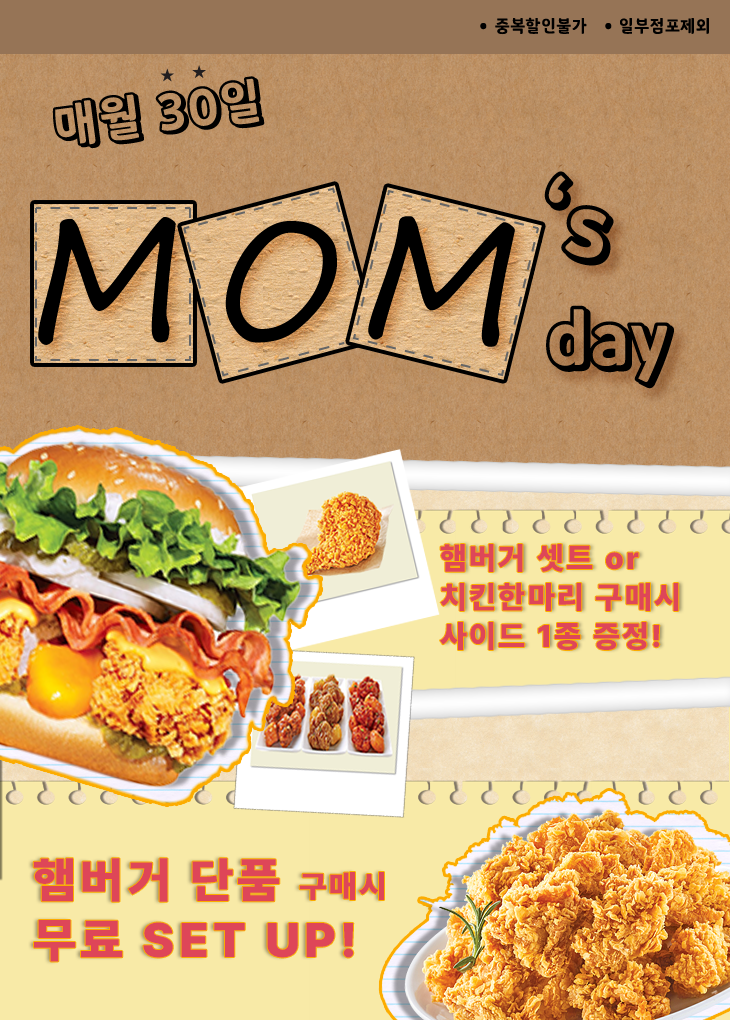 • 중복할인불가 • 일부점포제외
매월 30일
MOM's
day
햄버거 셋트 or
치킨한마리 구매시
사이드 1종 증정!
햄버거 단품 구매시
무료 SET UP!